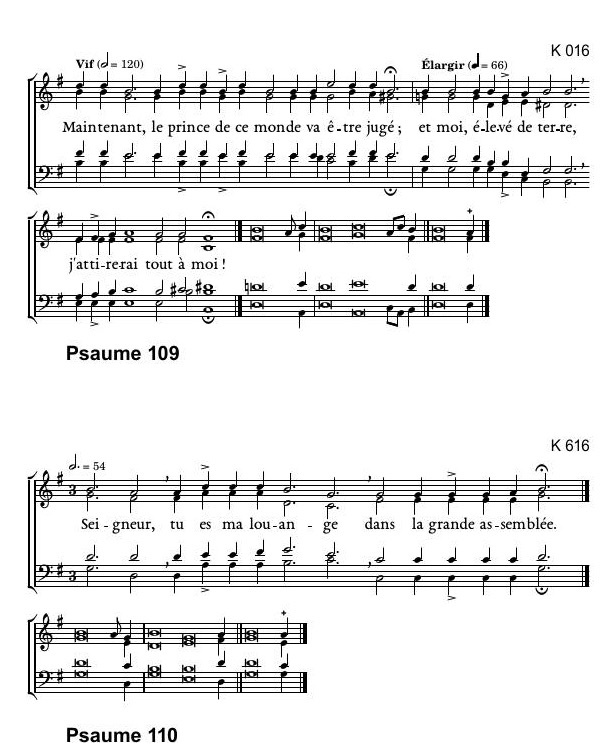 K 016
Vif (𝅗𝅥 = 120) Élargir (♩ = 66)
Maintenant, le prince de ce monde va ê-tre jugé ; et moi, é-le-vé de ter-re,
j'atti-re-rai tout à moi !
Psaume 109
K 616
𝅗𝅥. = 54
Sei - gneur, tu es ma lou-an - ge dans la grande as-semblée.
Psaume 110